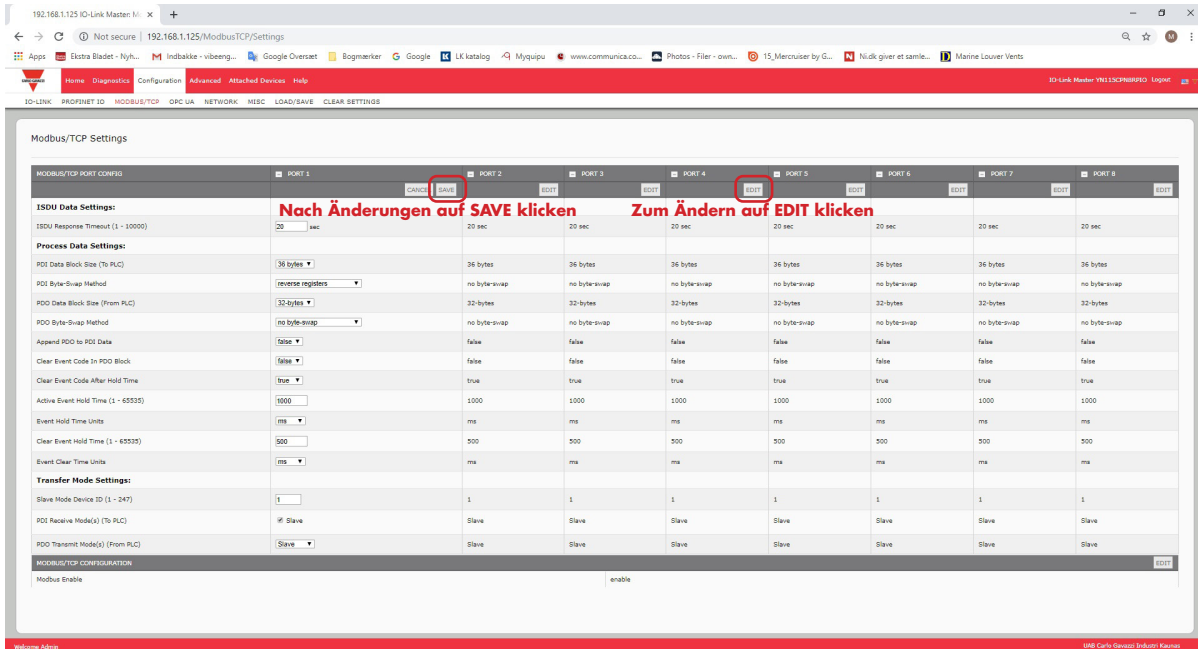 192.168.1.125 IO-Link Master: M
Not secure | 192.168.1.125/ModbusTCP/Settings
Apps Ekstra Bladet - Nyh... Indbakke - vibeeng... Google Oversæt Bogmærker Google LK katalog Myquipu www.communica.co... Photos - Filer - own... 15_Mercruiser by G... Ni.dk giver et samle... Marine Louver Vents
Home Diagnostics Configuration Advanced Attached Devices Help IO-Link Master YN115CPN8RPIO Logout
IO-LINK PROFINET IO MODBUS/TCP OPC UA NETWORK MISC LOAD/SAVE CLEAR SETTINGS
Modbus/TCP Settings
MODBUS/TCP PORT CONFIG PORT 1 PORT 2 PORT 3 PORT 4 PORT 5 PORT 6 PORT 7 PORT 8
CANCE SAVE EDIT EDIT EDIT EDIT EDIT EDIT EDIT
ISDU Data Settings: Nach Änderungen auf SAVE klicken Zum Ändern auf EDIT klicken
ISDU Response Timeout (1 - 10000) 20 sec 20 sec 20 sec 20 sec 20 sec 20 sec 20 sec 20 sec
Process Data Settings:
PDI Data Block Size (To PLC) 36 bytes 36 bytes 36 bytes 36 bytes 36 bytes 36 bytes 36 bytes 36 bytes
PDI Byte-Swap Method reverse registers no byte-swap no byte-swap no byte-swap no byte-swap no byte-swap no byte-swap no byte-swap
PDO Data Block Size (From PLC) 32-bytes 32-bytes 32-bytes 32-bytes 32-bytes 32-bytes 32-bytes 32-bytes
PDO Byte-Swap Method no byte-swap no byte-swap no byte-swap no byte-swap no byte-swap no byte-swap no byte-swap no byte-swap
Append PDO to PDI Data false false false false false false false false
Clear Event Code In PDO Block false false false false false false false false
Clear Event Code After Hold Time true true true true true true true true
Active Event Hold Time (1 - 65535) 1000 1000 1000 1000 1000 1000 1000 1000
Event Hold Time Units ms ms ms ms ms ms ms ms
Clear Event Hold Time (1 - 65535) 500 500 500 500 500 500 500 500
Event Clear Time Units ms ms ms ms ms ms ms ms
Transfer Mode Settings:
Slave Mode Device ID (1 - 247) 1 1 1 1 1 1 1 1
PDI Receive Mode(s) (To PLC) Slave Slave Slave Slave Slave Slave Slave Slave
PDO Transmit Mode(s) (From PLC) Slave Slave Slave Slave Slave Slave Slave Slave
MODBUS/TCP CONFIGURATION EDIT
Modbus Enable enable
Welcome Admin UAB Carlo Gavazzi Industri Kaunas